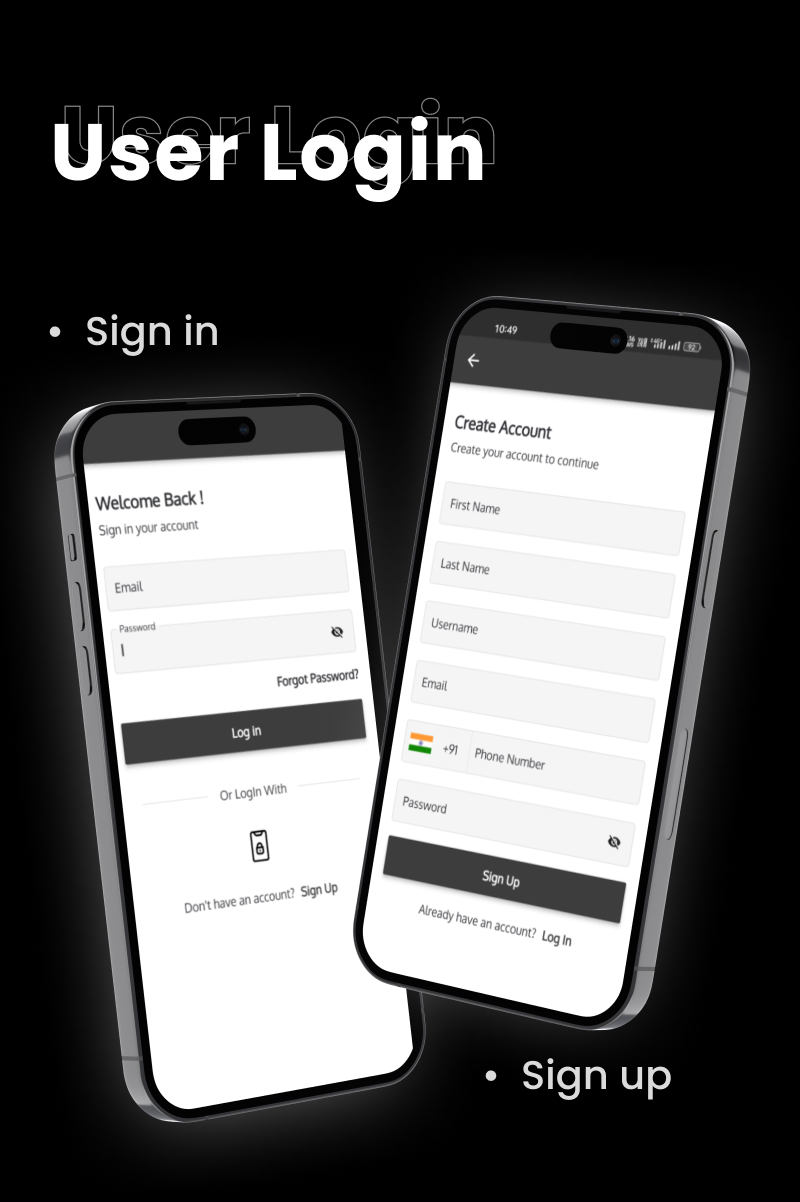 User Login
User Login
Sign in
Welcome Back !
Sign in your account
Email
Password
Forgot Password?
Log in
Or LogIn With
Don't have an account? Sign Up
10:49
92
Create Account
Create your account to continue
First Name
Last Name
Username
Email
+91 Phone Number
Password
Sign Up
Already have an account? Log In
Sign up